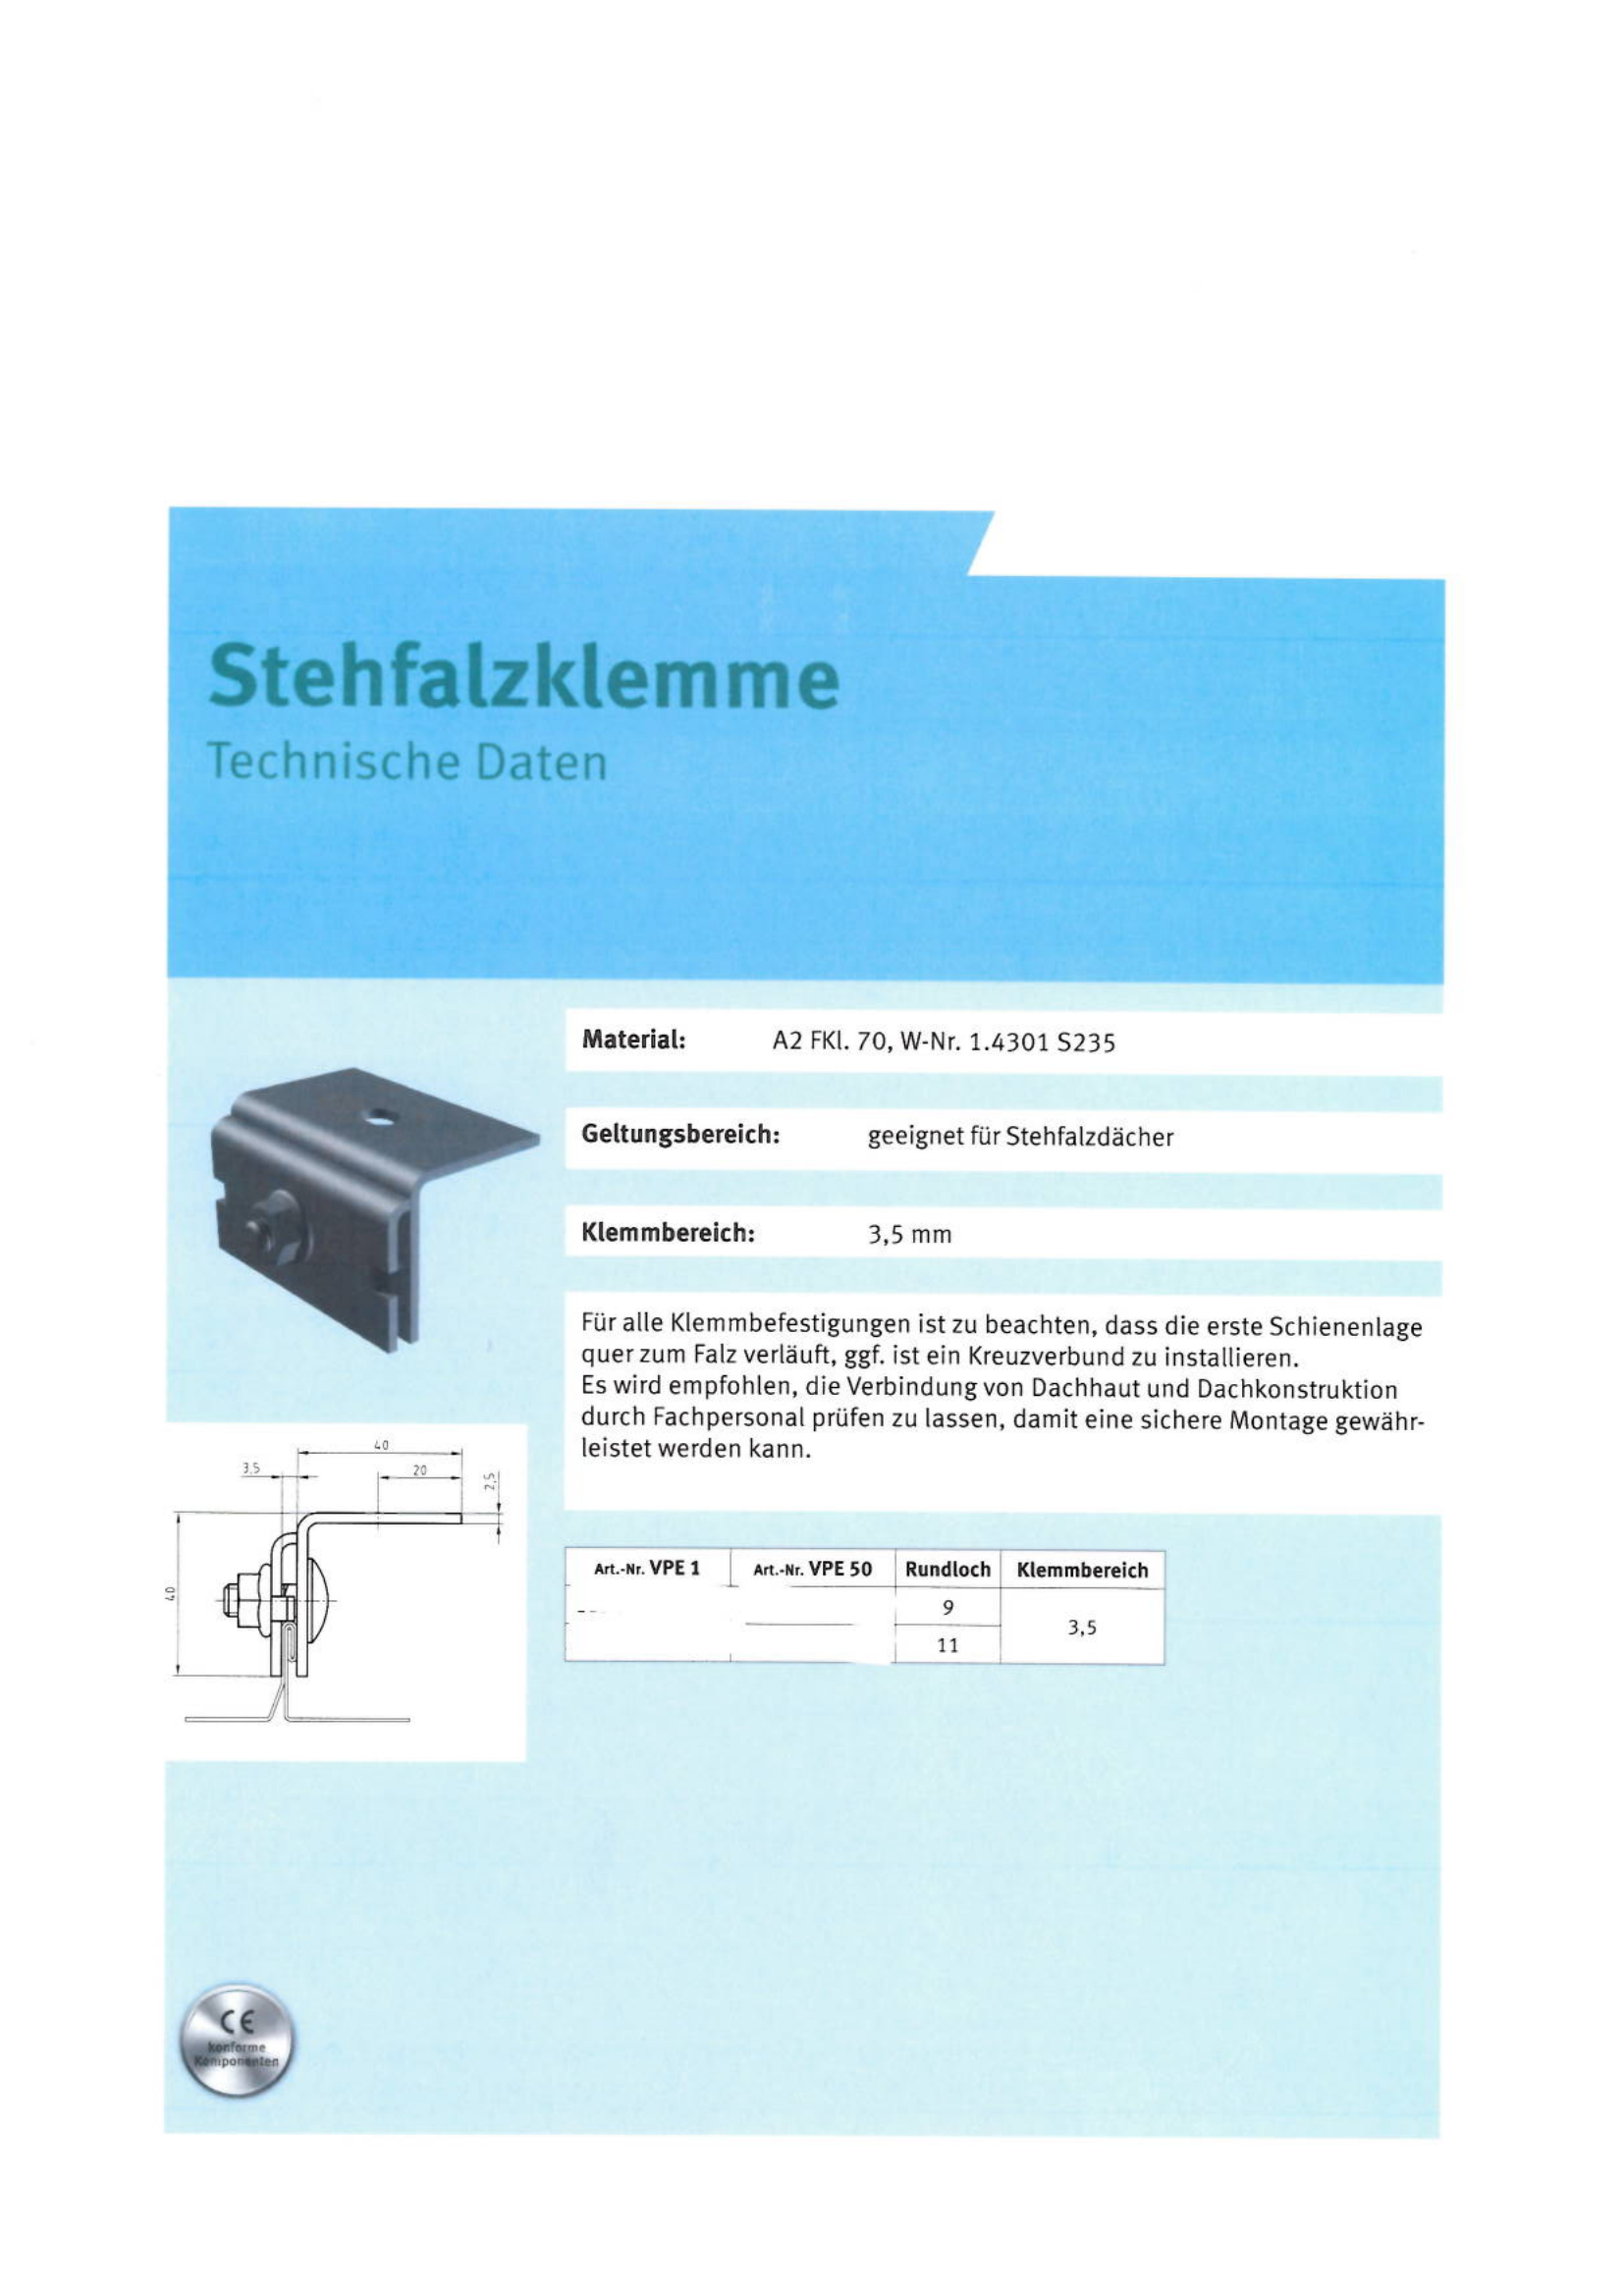 Stehfalzklemme
Technische Daten
Material: A2 FKl. 70, W-Nr. 1.4301 S235
Geltungsbereich: geeignet für Stehfalzdächer
Klemmbereich: 3,5 mm
Für alle Klemmbefestigungen ist zu beachten, dass die erste Schienenlage
quer zum Falz verläuft, ggf. ist ein Kreuzverbund zu installieren.
Es wird empfohlen, die Verbindung von Dachhaut und Dachkonstruktion
durch Fachpersonal prüfen zu lassen, damit eine sichere Montage gewähr-
leistet werden kann.
40
3,5
20
2,5
40
Art.-Nr. VPE 1 Art.-Nr. VPE 50 Rundloch Klemmbereich
9
3,5
11
CE
konforme
Komponenten